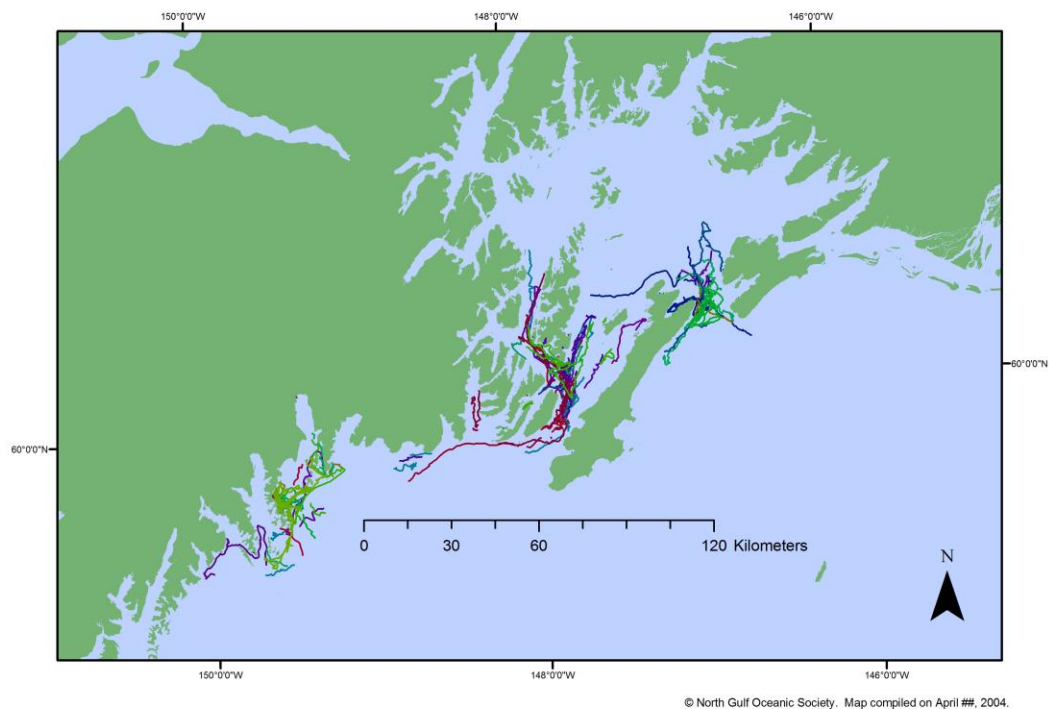 150°0'0"W 148°0'0"W 146°0'0"W
60°0'0"N
60°0'0"N
0 30 60 120 Kilometers
N
150°0'0"W 148°0'0"W 146°0'0"W
© North Gulf Oceanic Society. Map compiled on April ##, 2004.